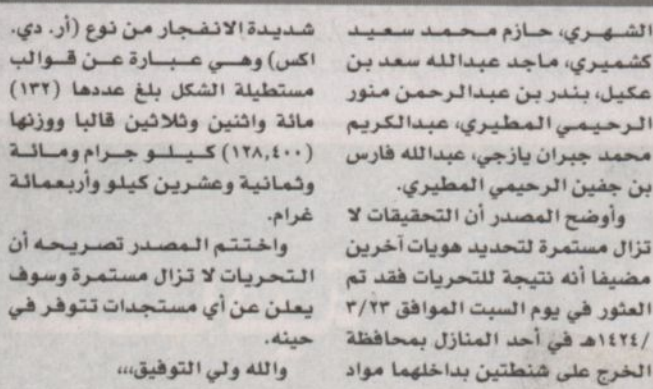 الشهري، حازم محمد سعيد
كشميري، ماجد عبدالله سعد بن
عكيل، بندر بن عبدالرحمن منور
الرحيمي المطيري، عبدالكريم
محمد جبران يازجي، عبدالله فارس
بن جفين الرحيمي المطيري.
وأوضح المصدر أن التحقيقات لا
تزال مستمرة لتحديد هويات آخرين
مضيفا أنه نتيجة للتحريات فقد تم
العثور في يوم السبت الموافق ٣/٢٣
/١٤٢٤هـ في أحد المنازل بمحافظة
الخرج على شنطتين بداخلهما مواد
شديدة الانفجار من نوع (أر. دي.
اكس) وهي عبارة عن قوالب
مستطيلة الشكل بلغ عددها (١٣٢)
مائة واثنين وثلاثين قالبا ووزنها
(١٢٨,٤٠٠) كيلو جرام ومائة
وثمانية وعشرين كيلو وأربعمائة
غرام.
واختتم المصدر تصريحه أن
التحريات لا تزال مستمرة وسوف
يعلن عن أي مستجدات تتوفر في
حينه.
والله ولي التوفيق،،،